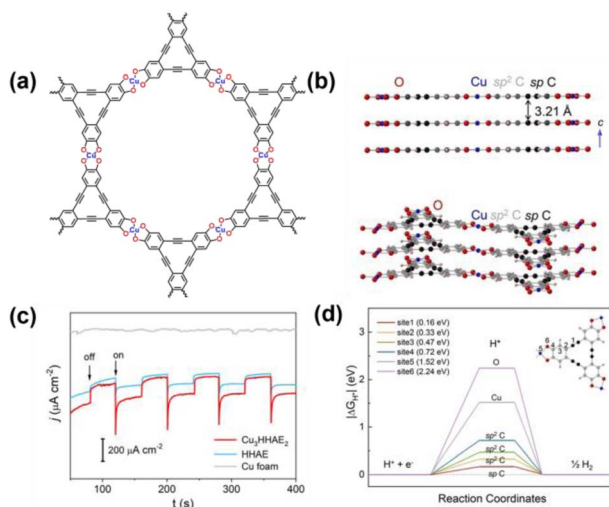 (a)
O
Cu
(b)
O
Cu sp² C sp C
3.21 Å
c
O
Cu sp² C sp C
(c)
j (μA cm⁻²)
off
on
200 μA cm⁻²
Cu₃HHAE₂
HHAE
Cu foam
100
200
300
400
t (s)
(d)
|ΔG_H*| (eV)
3
2
1
0
site1 (0.16 eV)
site2 (0.33 eV)
site3 (0.47 eV)
site4 (0.72 eV)
site5 (1.52 eV)
site6 (2.24 eV)
H*
O
Cu
sp² C
sp² C
sp² C
sp C
H⁺ + e⁻
½ H₂
Reaction Coordinates